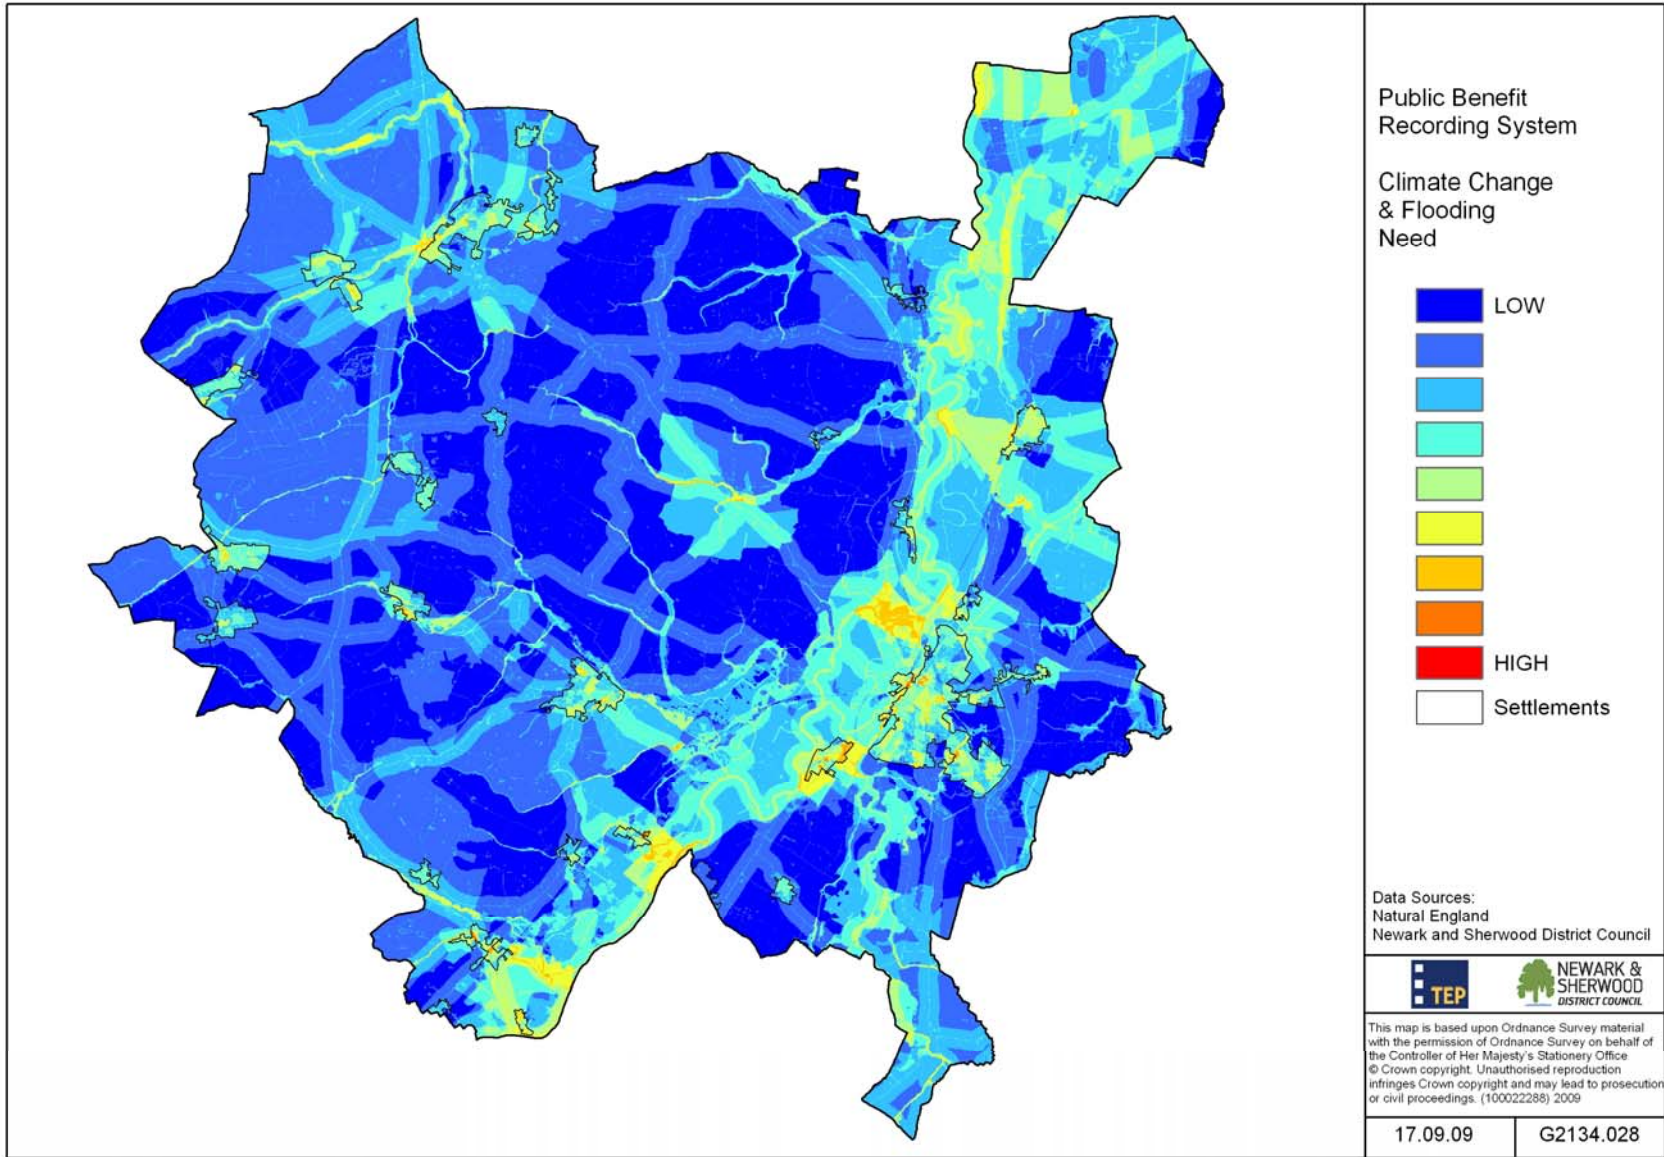 Public Benefit
Recording System
Climate Change
& Flooding
Need
LOW
HIGH
Settlements
Data Sources:
Natural England
Newark and Sherwood District Council
TEP
NEWARK &
SHERWOOD
DISTRICT COUNCIL
This map is based upon Ordnance Survey material
with the permission of Ordnance Survey on behalf of
the Controller of Her Majesty's Stationery Office
© Crown copyright. Unauthorised reproduction
infringes Crown copyright and may lead to prosecution
or civil proceedings. (100022288) 2009
17.09.09
G2134.028